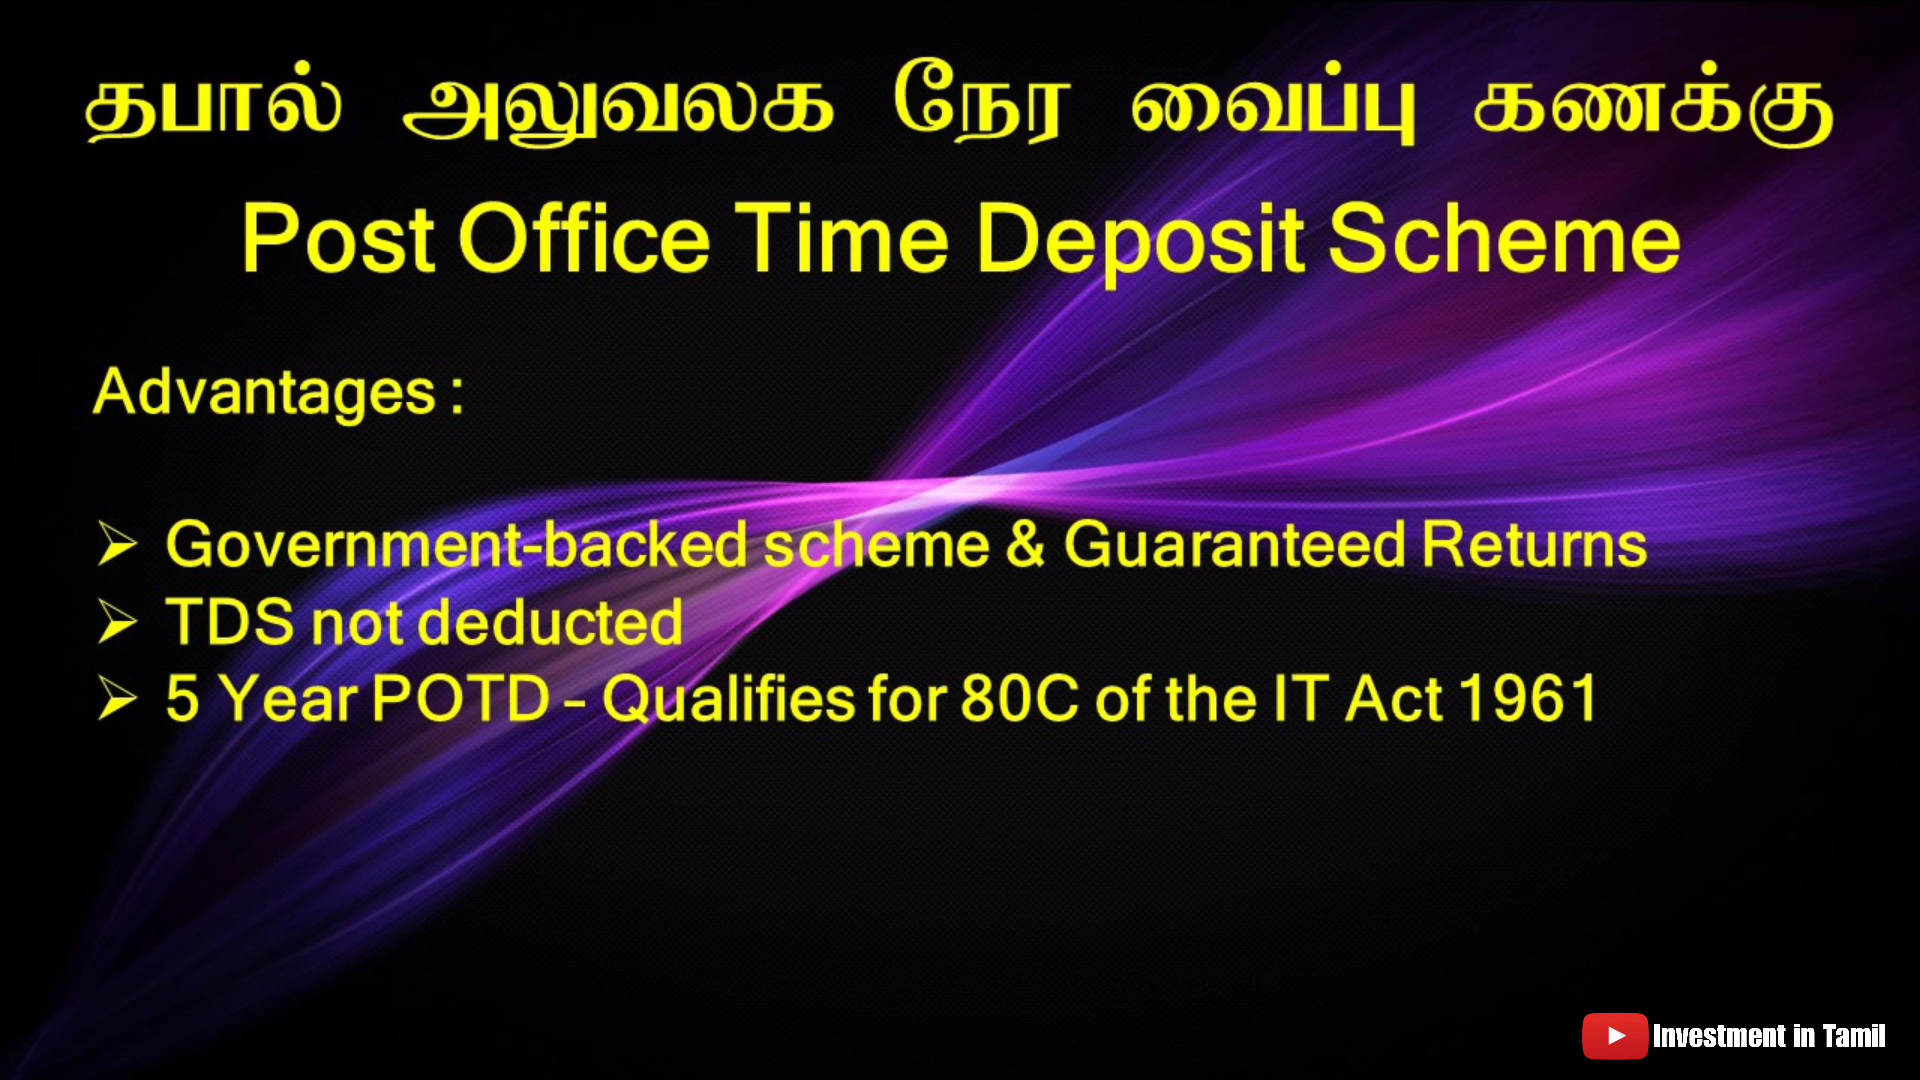 தபால் அலுவலக நேர வைப்பு கணக்கு
Post Office Time Deposit Scheme
Advantages :
➢ Government-backed scheme & Guaranteed Returns
➢ TDS not deducted
➢ 5 Year POTD – Qualifies for 80C of the IT Act 1961
Investment in Tamil